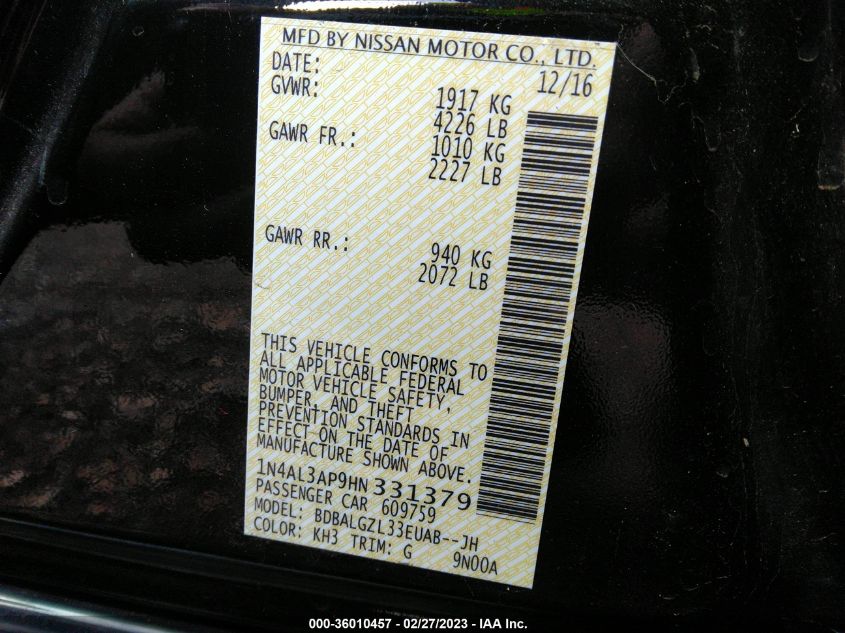 MFD BY NISSAN MOTOR CO., LTD.
DATE: 12/16
GVWR: 1917 KG
4226 LB
GAWR FR.: 1010 KG
2227 LB
GAWR RR.: 940 KG
2072 LB
THIS VEHICLE CONFORMS TO
ALL APPLICABLE FEDERAL
MOTOR VEHICLE SAFETY,
BUMPER, AND THEFT
PREVENTION STANDARDS IN
EFFECT ON THE DATE OF
MANUFACTURE SHOWN ABOVE.
1N4AL3AP9HN331379
PASSENGER CAR 609759
MODEL: BDBALGZL33EUAB--JH
COLOR: KH3 TRIM: G 9N00A
000-36010457 - 02/27/2023 - IAA Inc.